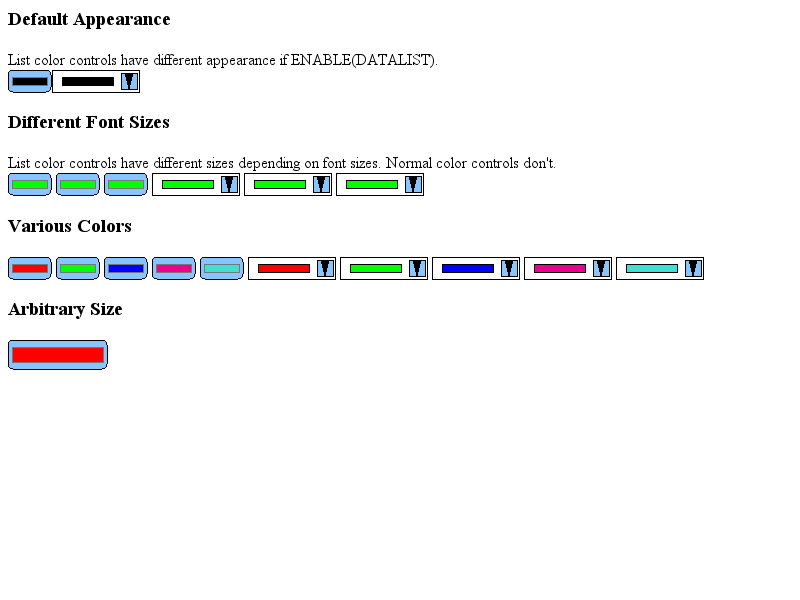 Default Appearance
List color controls have different appearance if ENABLE(DATALIST).
Different Font Sizes
List color controls have different sizes depending on font sizes. Normal color controls don't.
Various Colors
Arbitrary Size